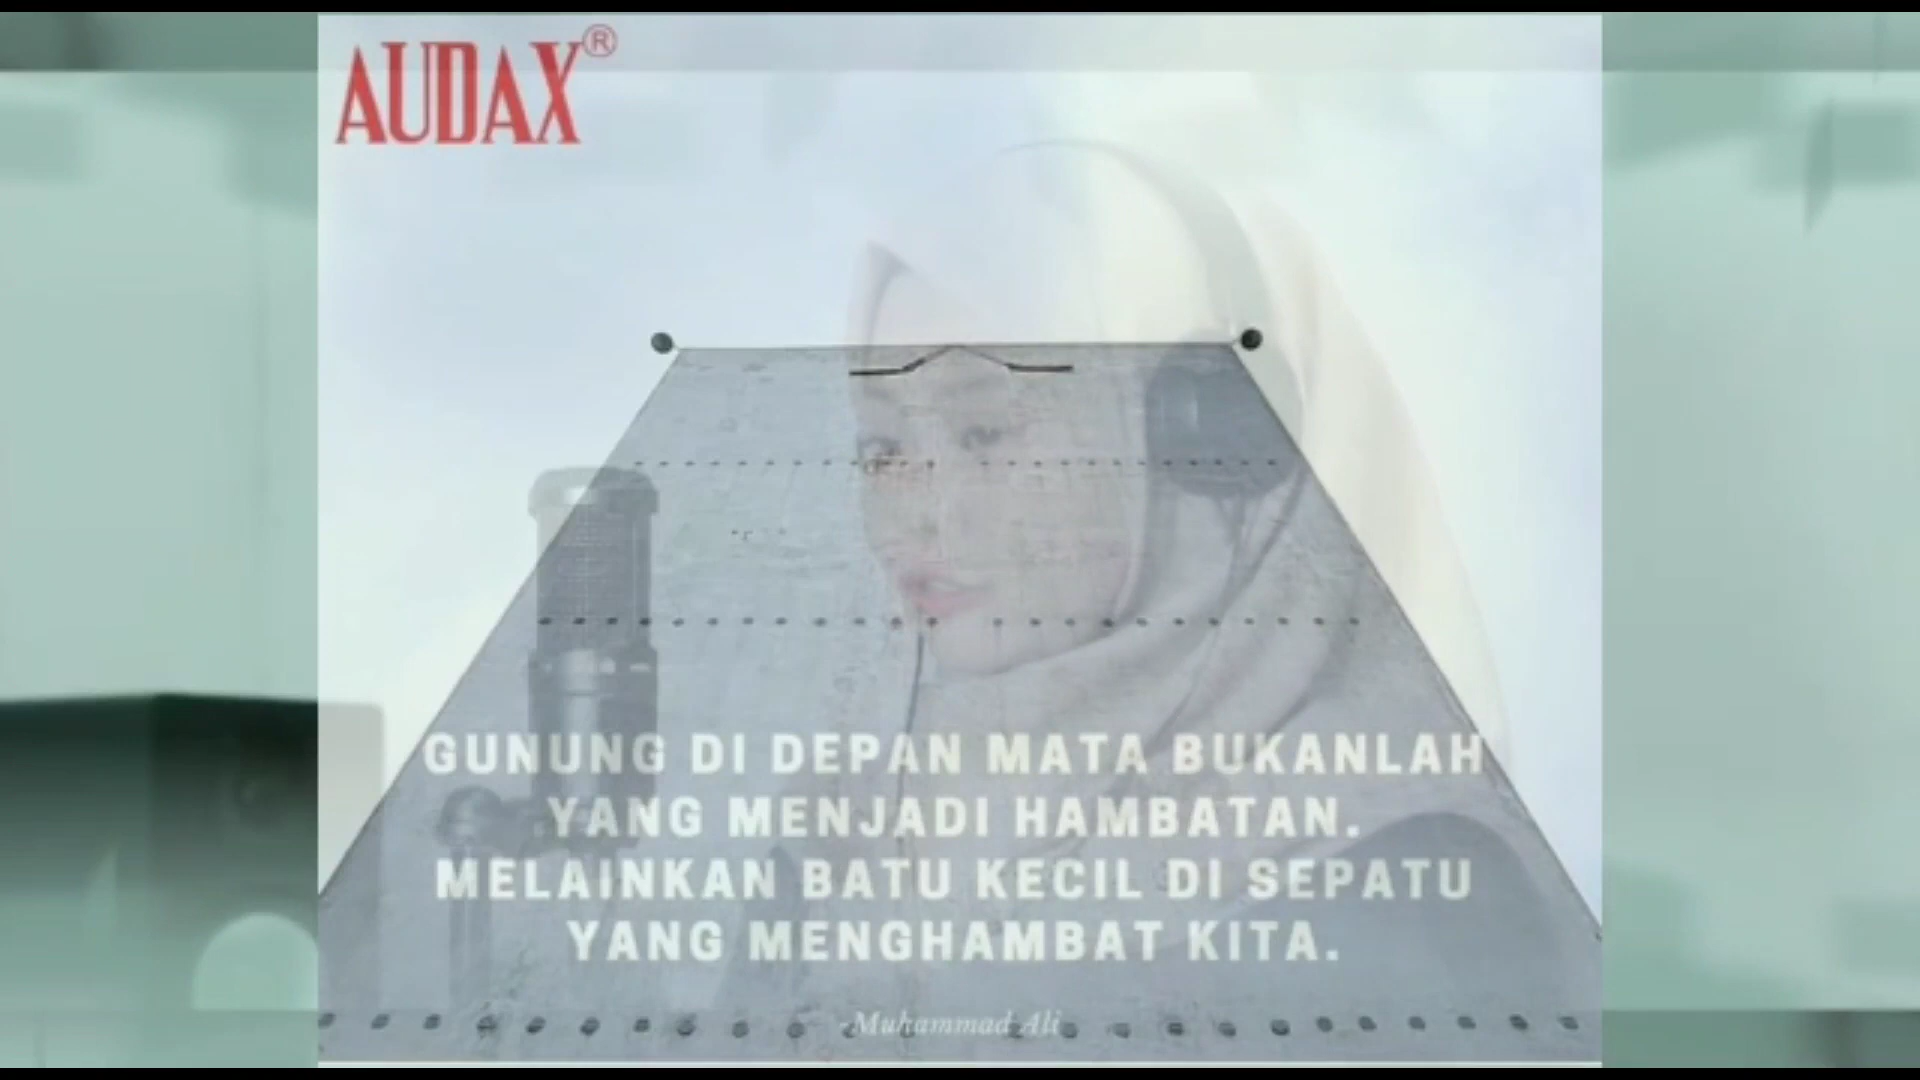 AUDAX®
GUNUNG DI DEPAN MATA BUKANLAH
YANG MENJADI HAMBATAN.
MELAINKAN BATU KECIL DI SEPATU
YANG MENGHAMBAT KITA.
-Muhammad Ali